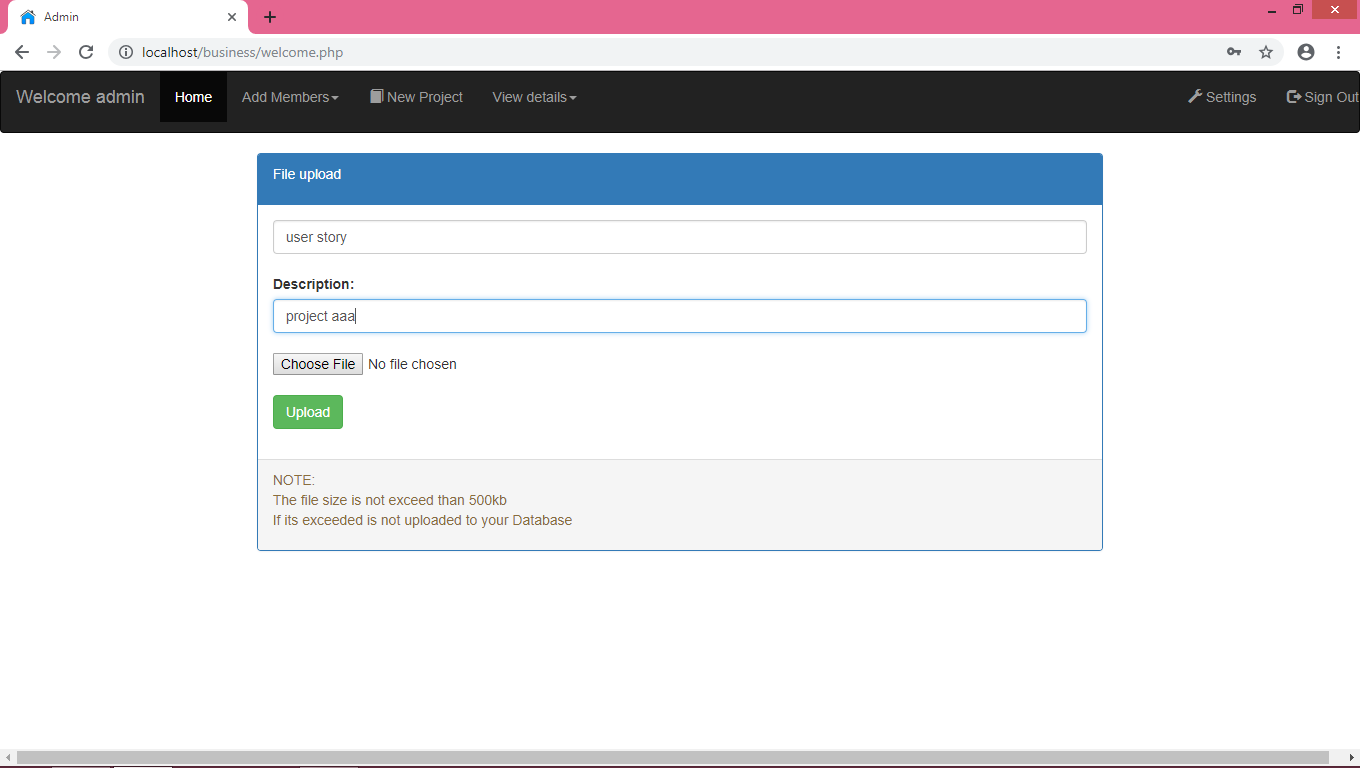 Admin
localhost/business/welcome.php
Welcome admin Home Add Members New Project View details Settings Sign Out
File upload
user story
Description:
project aaa
Choose File No file chosen
Upload
NOTE:
The file size is not exceed than 500kb
If its exceeded is not uploaded to your Database